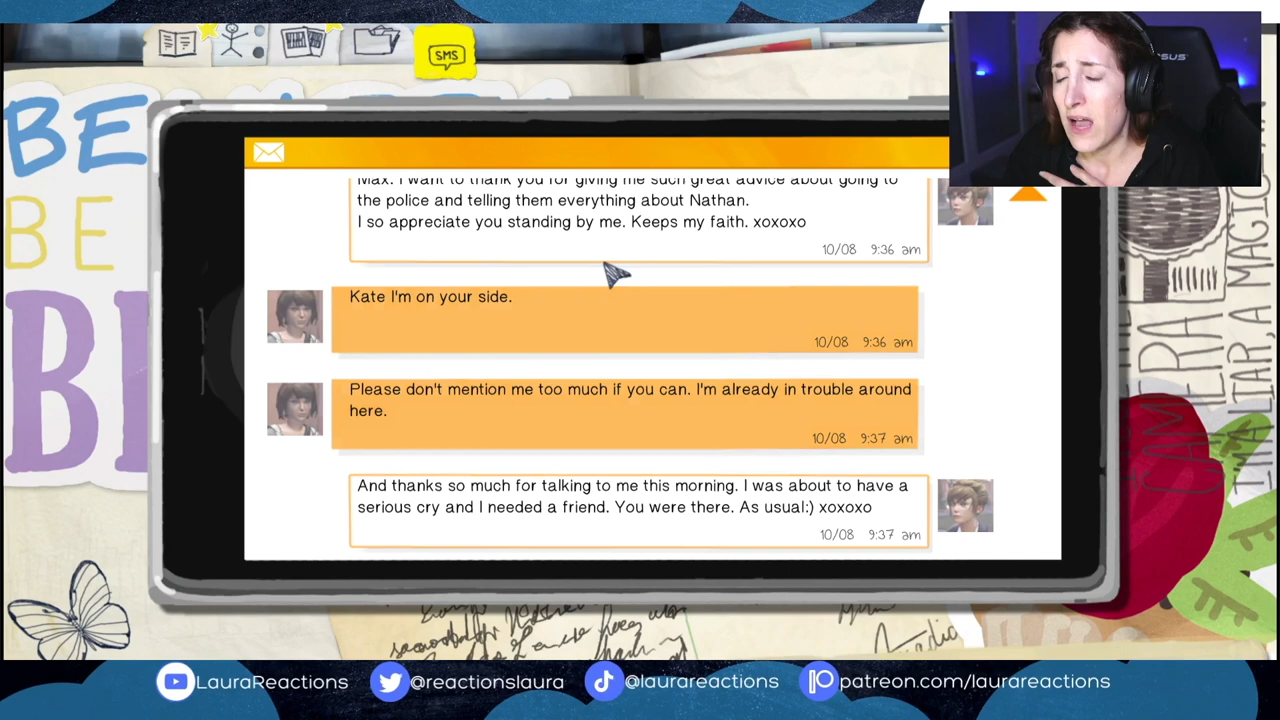 SMS
BE
BE
Max. I want to thank you for giving me such great advice about going to
the police and telling them everything about Nathan.
I so appreciate you standing by me. Keeps my faith. xoxoxo
10/08 9:36 am
Kate I'm on your side.
10/08 9:36 am
Please don't mention me too much if you can. I'm already in trouble around
here.
10/08 9:37 am
And thanks so much for talking to me this morning. I was about to have a
serious cry and I needed a friend. You were there. As usual:) xoxoxo
10/08 9:37 am
CAMERA
LIAR, A MAGIC
LauraReactions
@reactionslaura
@laurareactions
patreon.com/laurareactions